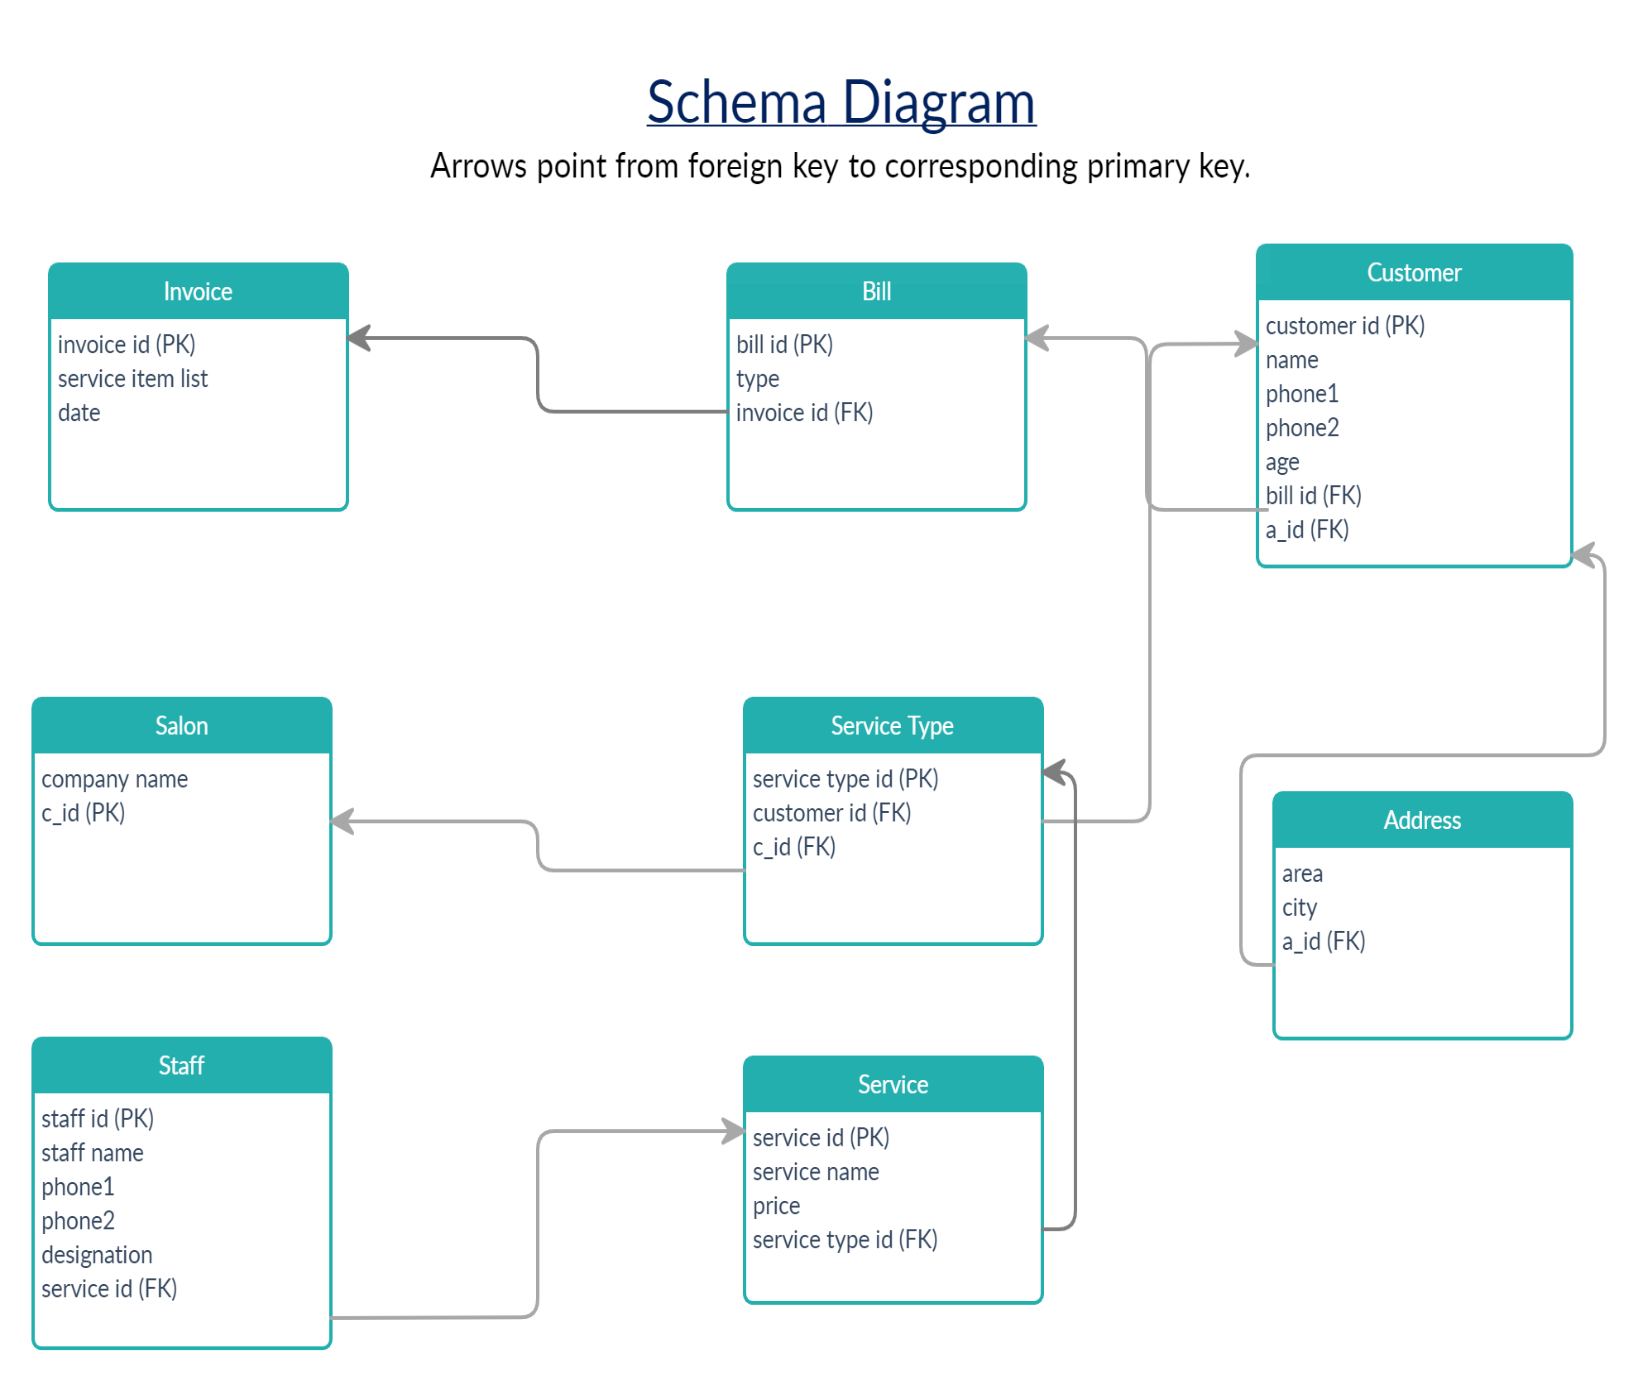 Schema Diagram
Arrows point from foreign key to corresponding primary key.
Invoice
invoice id (PK)
service item list
date
Bill
bill id (PK)
type
invoice id (FK)
Customer
customer id (PK)
name
phone1
phone2
age
bill id (FK)
a_id (FK)
Salon
company name
c_id (PK)
Service Type
service type id (PK)
customer id (FK)
c_id (FK)
Address
area
city
a_id (FK)
Staff
staff id (PK)
staff name
phone1
phone2
designation
service id (FK)
Service
service id (PK)
service name
price
service type id (FK)